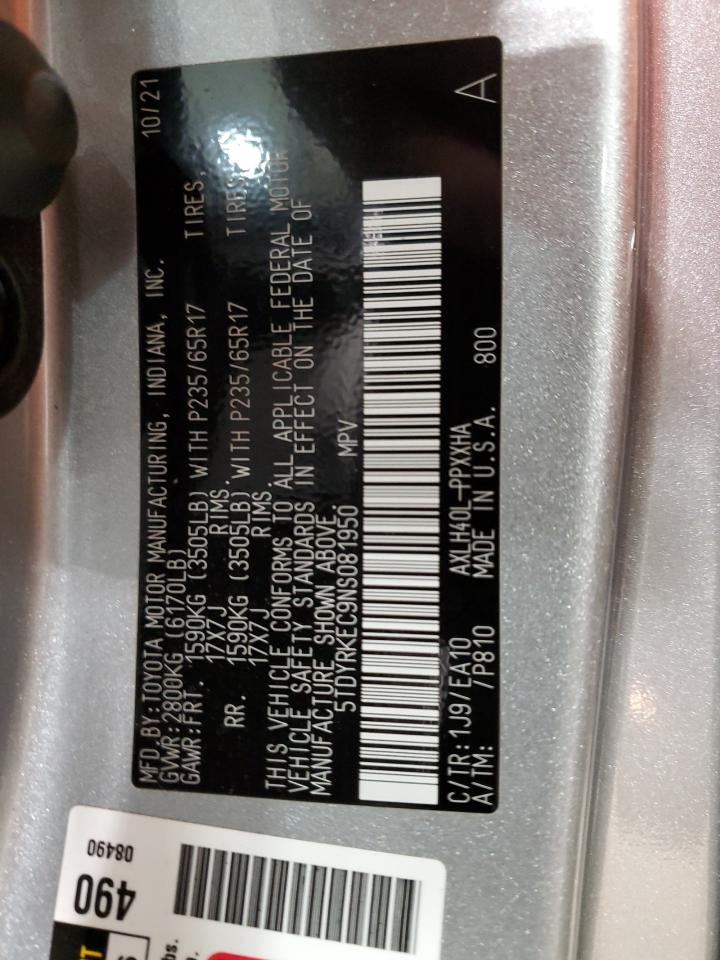 MFD.BY:TOYOTA MOTOR MANUFACTURING, INDIANA, INC. 10/21
GVWR:2800KG (6170LB)
GAWR:FRT. 1590KG (3505LB) WITH P235/65R17 TIRES,
17X7J RIMS.
RR. 1590KG (3505LB) WITH P235/65R17 TIRES,
17X7J RIMS.
THIS VEHICLE CONFORMS TO ALL APPLICABLE FEDERAL MOTOR
VEHICLE SAFETY STANDARDS IN EFFECT ON THE DATE OF
MANUFACTURE SHOWN ABOVE.
5TDYRKEC9NS081950 MPV
C/TR:1J9/EA10 AXLH40L-PPXXHA
A/TM: /P810 MADE IN U.S.A. 800 A
490
08490